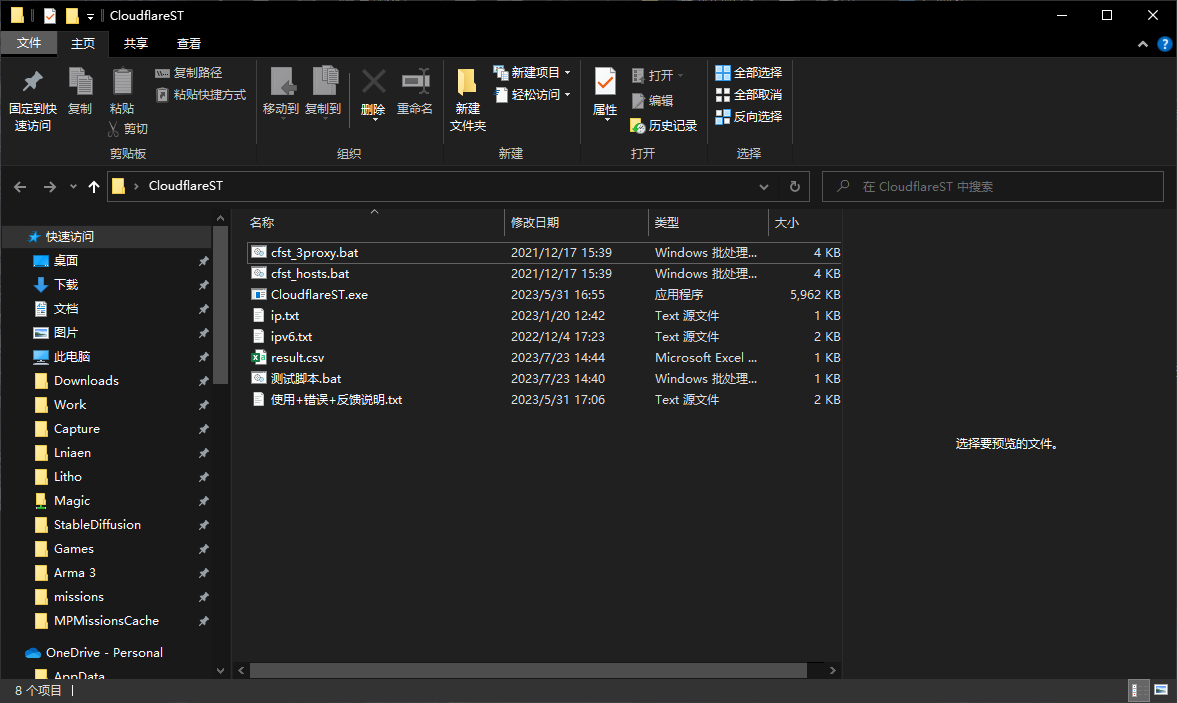 CloudflareST
文件 主页 共享 查看
固定到快速访问
复制
粘贴
复制路径
粘贴快捷方式
剪切
剪贴板
移动到
复制到
删除
重命名
组织
新建文件夹
新建项目
轻松访问
新建
属性
打开
编辑
历史记录
打开
全部选择
全部取消
反向选择
选择
CloudflareST
在 CloudflareST 中搜索
快速访问
桌面
下载
文档
图片
此电脑
Downloads
Work
Capture
Lniaen
Litho
Magic
StableDiffusion
Games
Arma 3
missions
MPMissionsCache
OneDrive - Personal
AppData
名称 修改日期 类型 大小
cfst_3proxy.bat 2021/12/17 15:39 Windows 批处理... 4 KB
cfst_hosts.bat 2021/12/17 15:39 Windows 批处理... 4 KB
CloudflareST.exe 2023/5/31 16:55 应用程序 5,962 KB
ip.txt 2023/1/20 12:42 Text 源文件 1 KB
ipv6.txt 2022/12/4 17:23 Text 源文件 2 KB
result.csv 2023/7/23 14:44 Microsoft Excel ... 1 KB
测试脚本.bat 2023/7/23 14:40 Windows 批处理... 1 KB
使用+错误+反馈说明.txt 2023/5/31 17:06 Text 源文件 2 KB
选择要预览的文件。
8 个项目